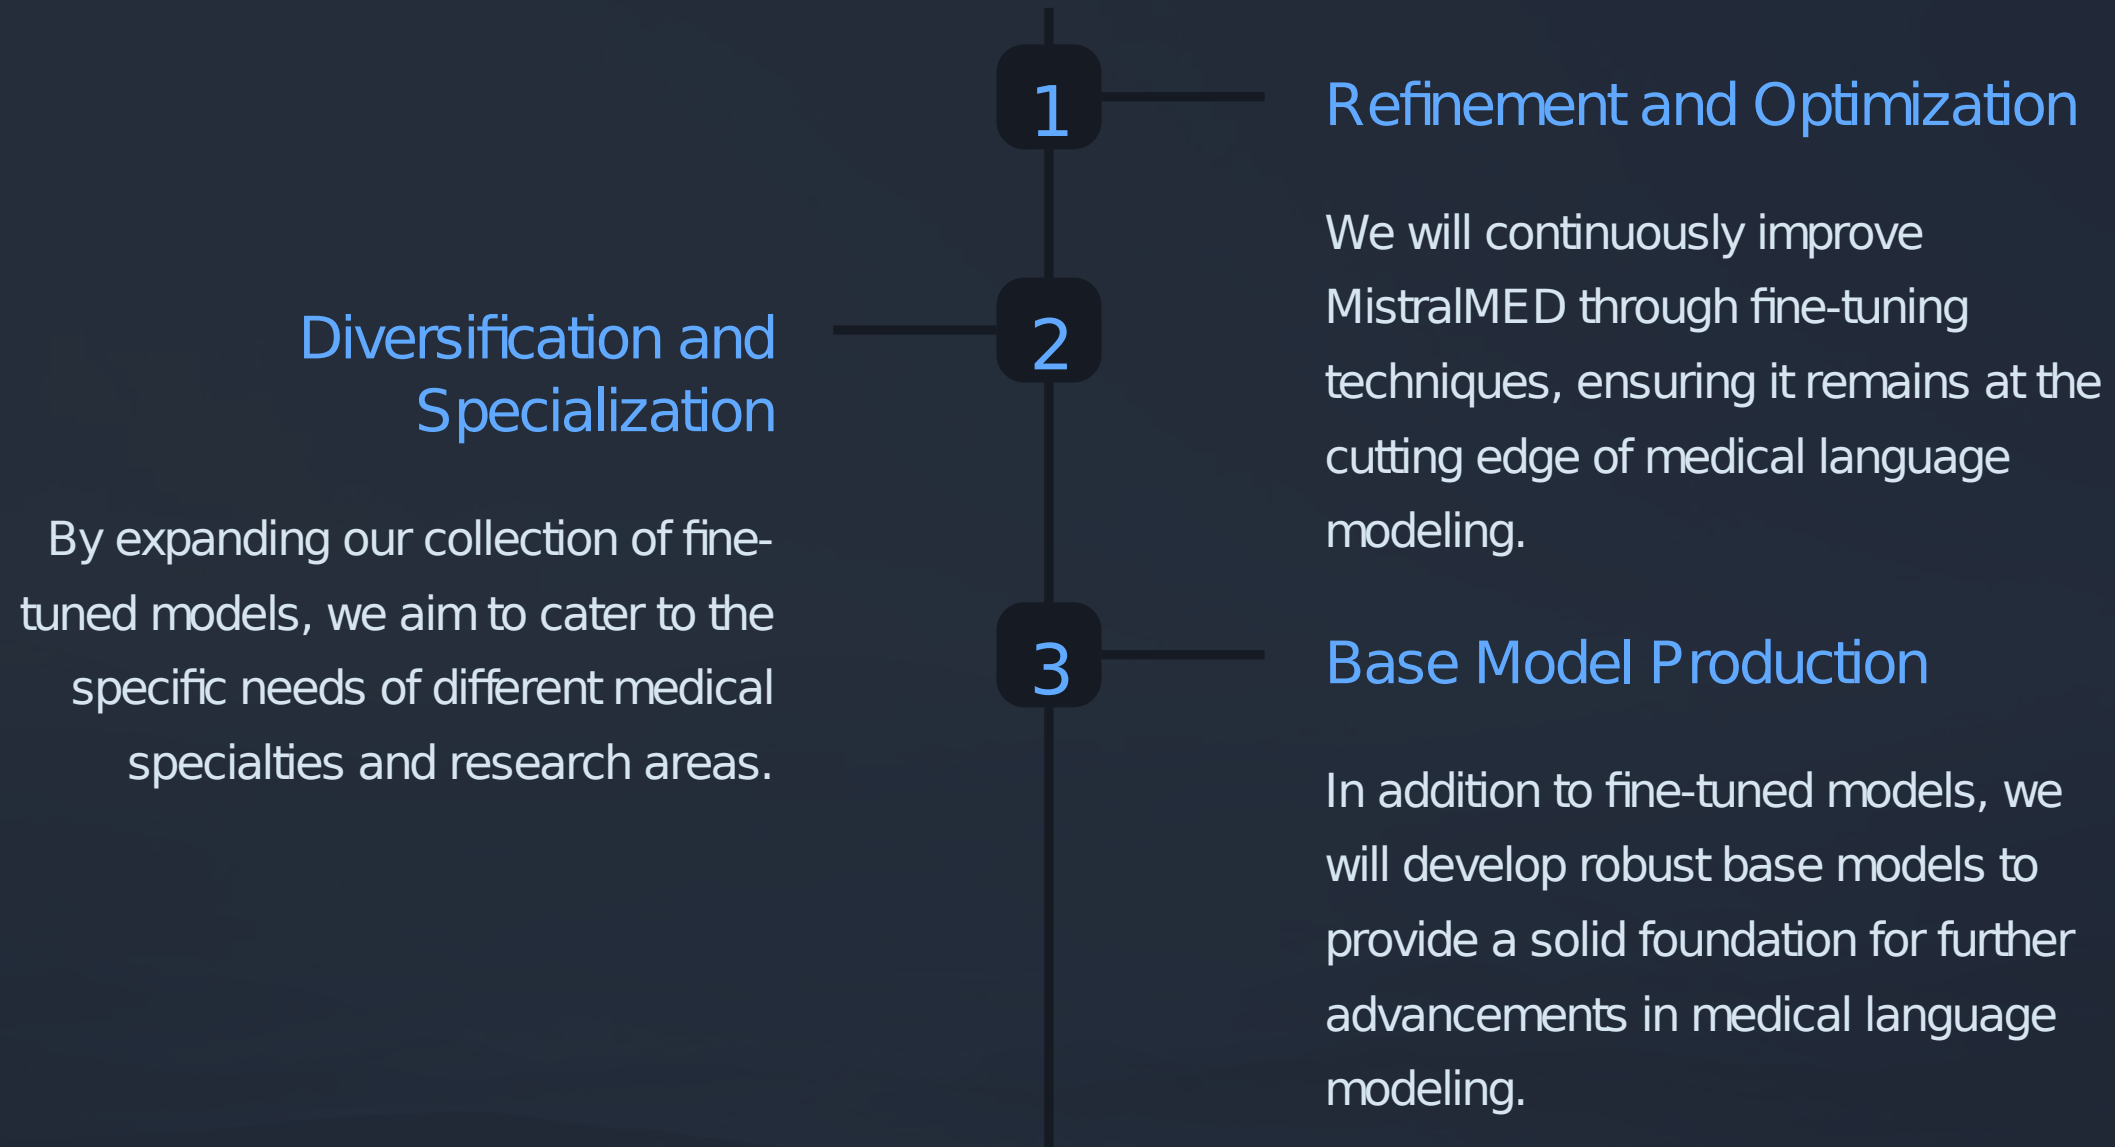 1
Refinement and Optimization
We will continuously improve
MistralMED through fine-tuning
techniques, ensuring it remains at the
cutting edge of medical language
modeling.
2
Diversification and
Specialization
By expanding our collection of fine-
tuned models, we aim to cater to the
specific needs of different medical
specialties and research areas.
3
Base Model Production
In addition to fine-tuned models, we
will develop robust base models to
provide a solid foundation for further
advancements in medical language
modeling.